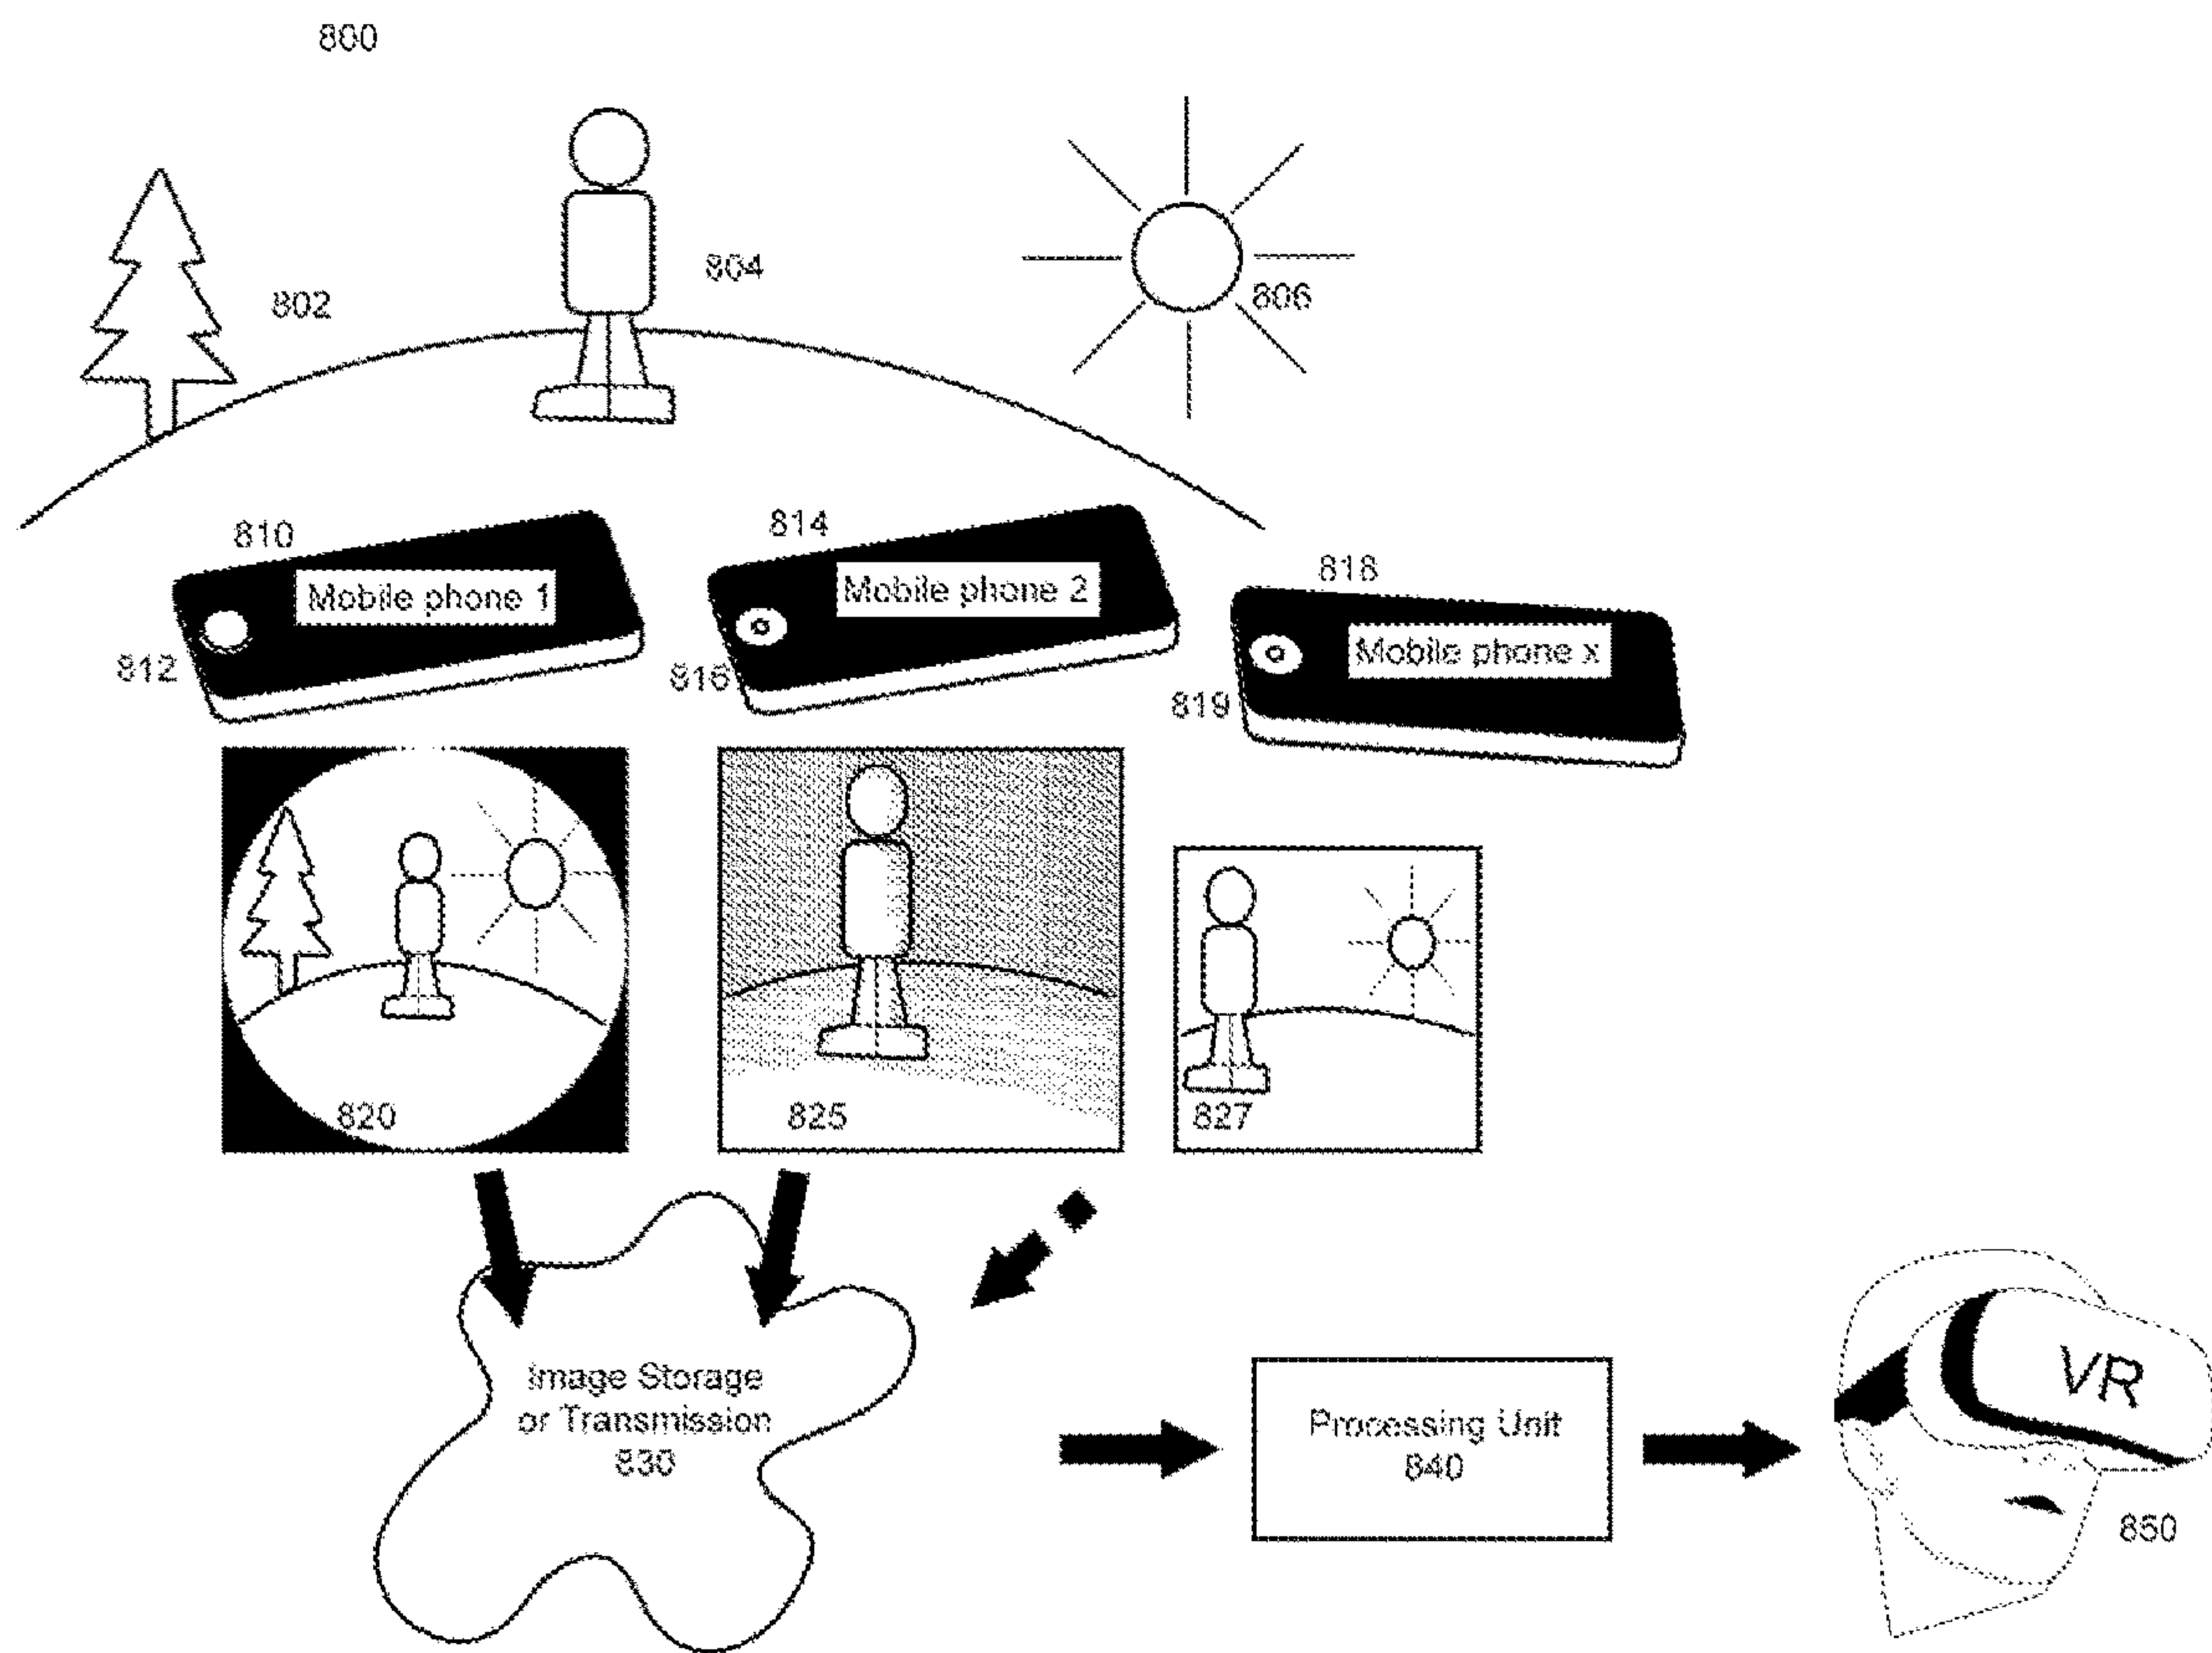 800
804
802
806
810
814
818
Mobile phone 1
Mobile phone 2
Mobile phone x
812
816
819
820
825
827
Image Storage
or Transmission
830
Processing Unit
840
VR
850